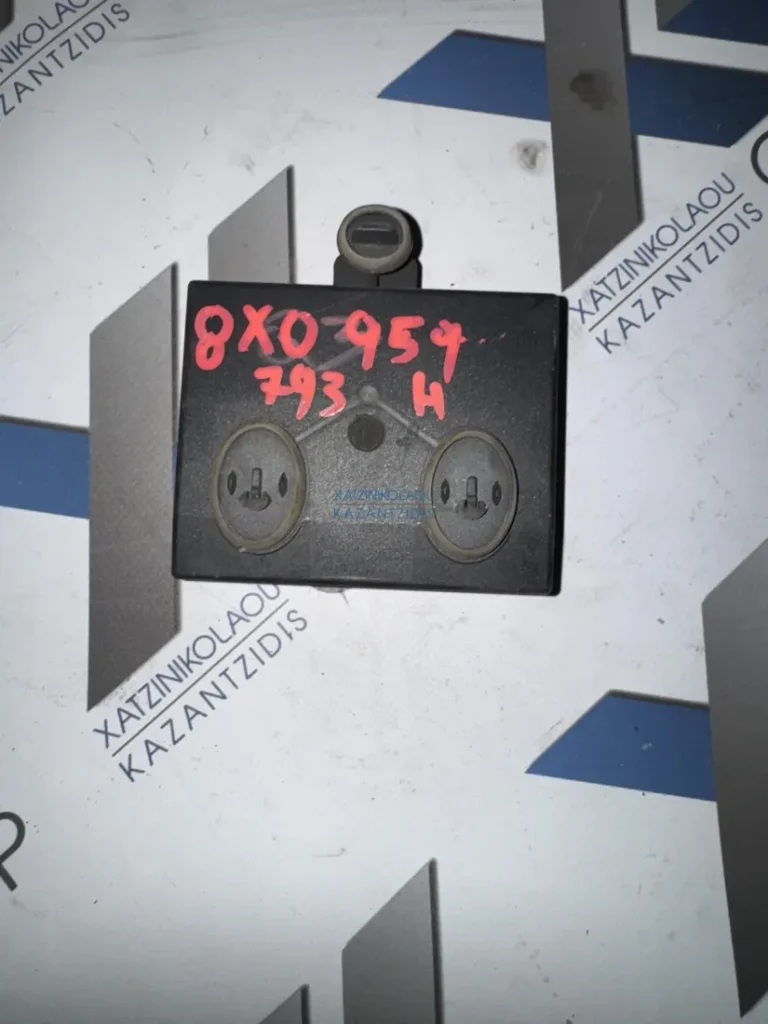 XATZINIKOLAOU
KAZANTZIDIS
XATZINIKOLAOU
KAZANTZIDIS
8X0 959
793 H
XATZINIKOLAOU
KAZANTZIDIS
XATZINIKOLAOU
KAZANTZIDIS